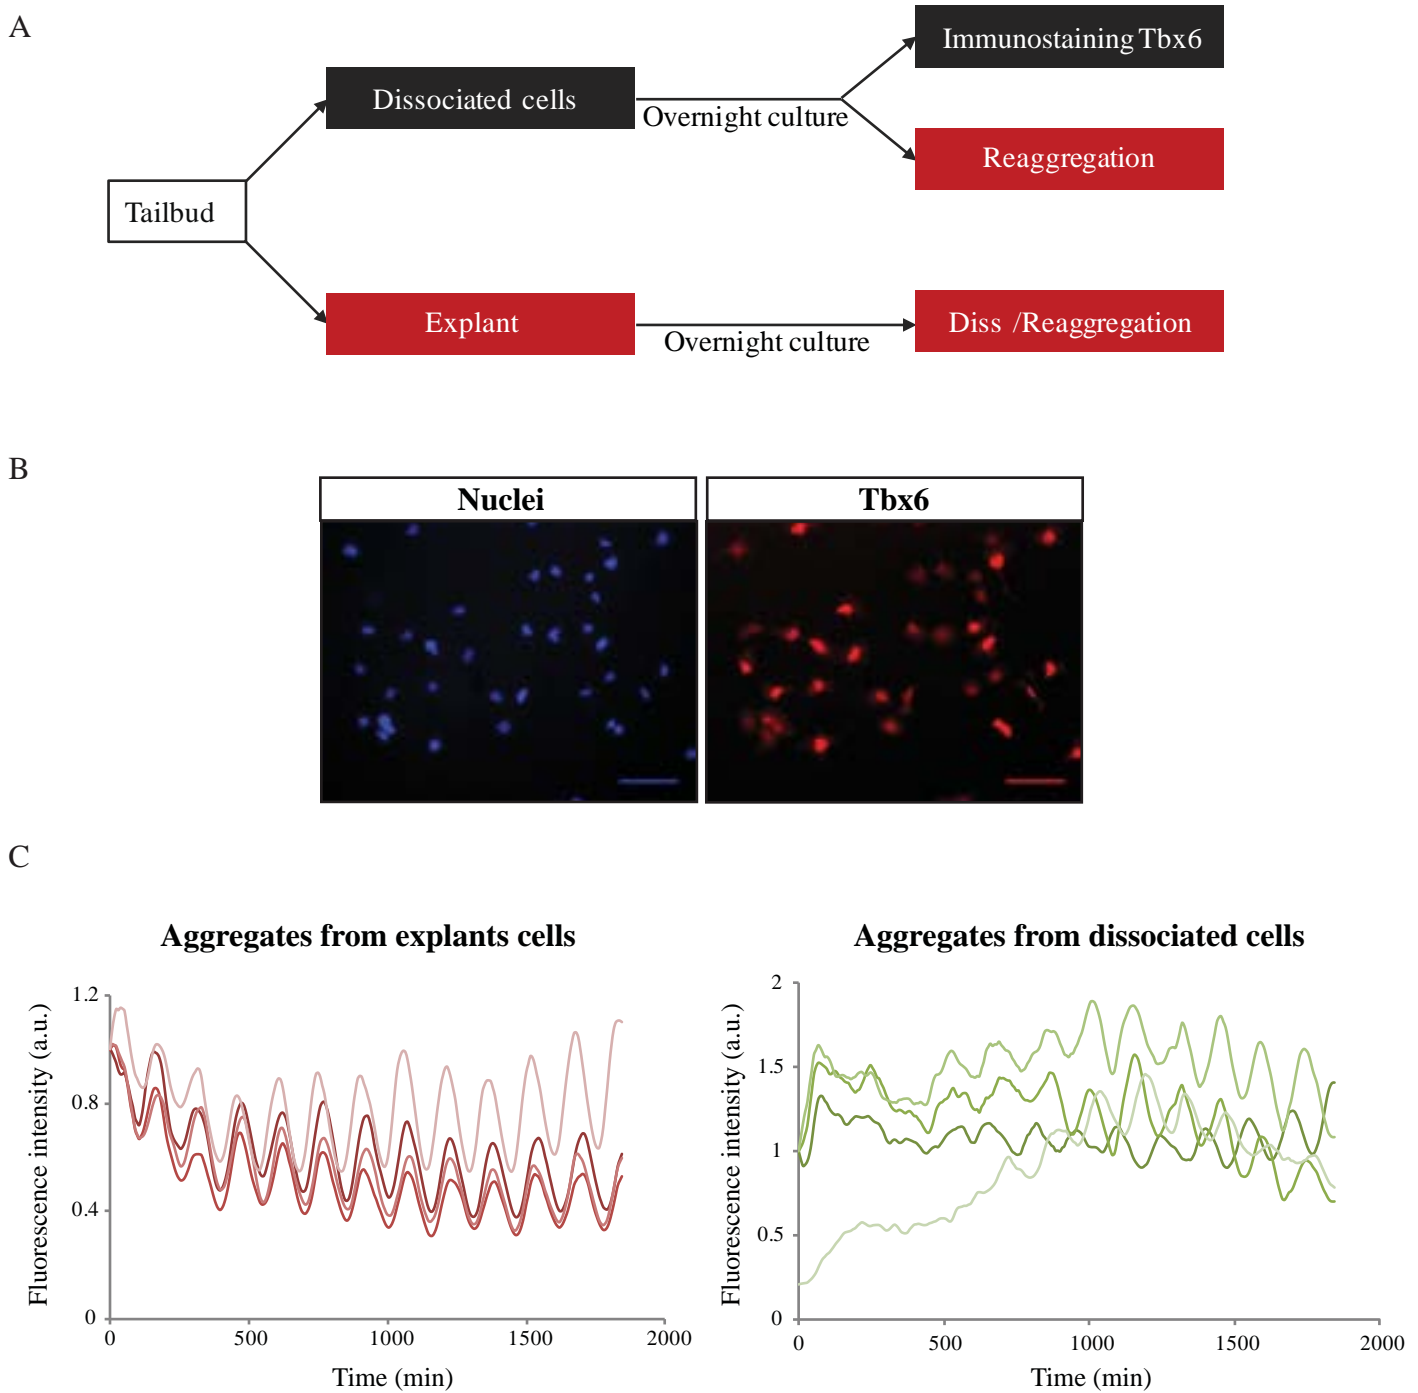 A
Immunostaining Tbx6
Dissociated cells
Overnight culture
Reaggregation
Tailbud
Explant
Overnight culture
Diss /Reaggregation
B
Nuclei
Tbx6
C
Aggregates from explants cells
Fluorescence intensity (a.u.)
1.2
0.8
0.4
0
0
500
1000
1500
2000
Time (min)
Aggregates from dissociated cells
Fluorescence intensity (a.u.)
2
1.5
1
0.5
0
0
500
1000
1500
2000
Time (min)